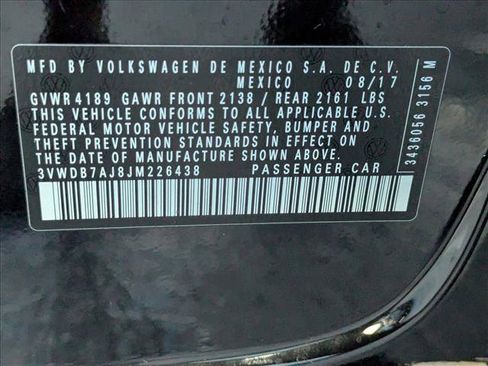 MFD BY VOLKSWAGEN DE MEXICO S.A. DE C.V.
MEXICO 08/17
GVWR 4189 GAWR FRONT 2138 / REAR 2161 LBS
THIS VEHICLE CONFORMS TO ALL APPLICABLE U.S.
FEDERAL MOTOR VEHICLE SAFETY, BUMPER AND
THEFT PREVENTION STANDARDS IN EFFECT ON
THE DATE OF MANUFACTURE SHOWN ABOVE.
3VWDB7AJ8JM226438 PASSENGER CAR
3436056 3156 M